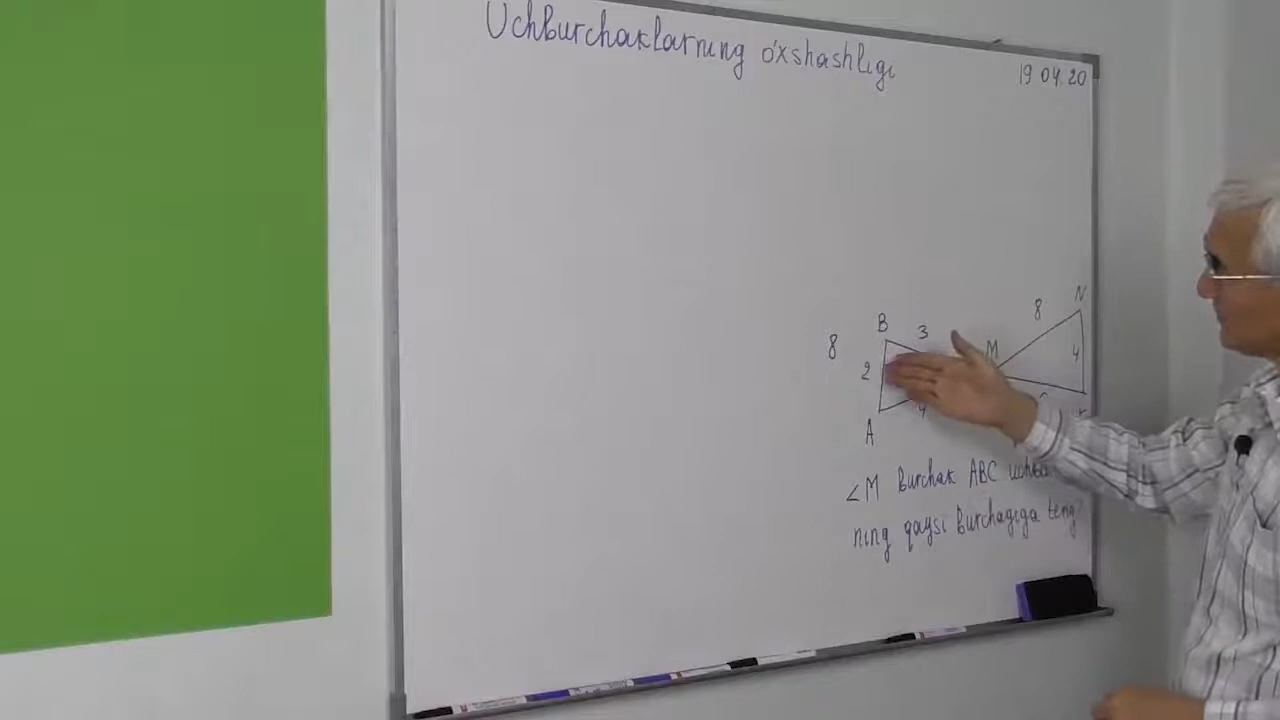 Uchburchaklarning o'xshashligi
19 04.20
8
B
3
2
A
4
M
8
N
4
∠M burchak ABC
ning qaysi burchagiga teng?